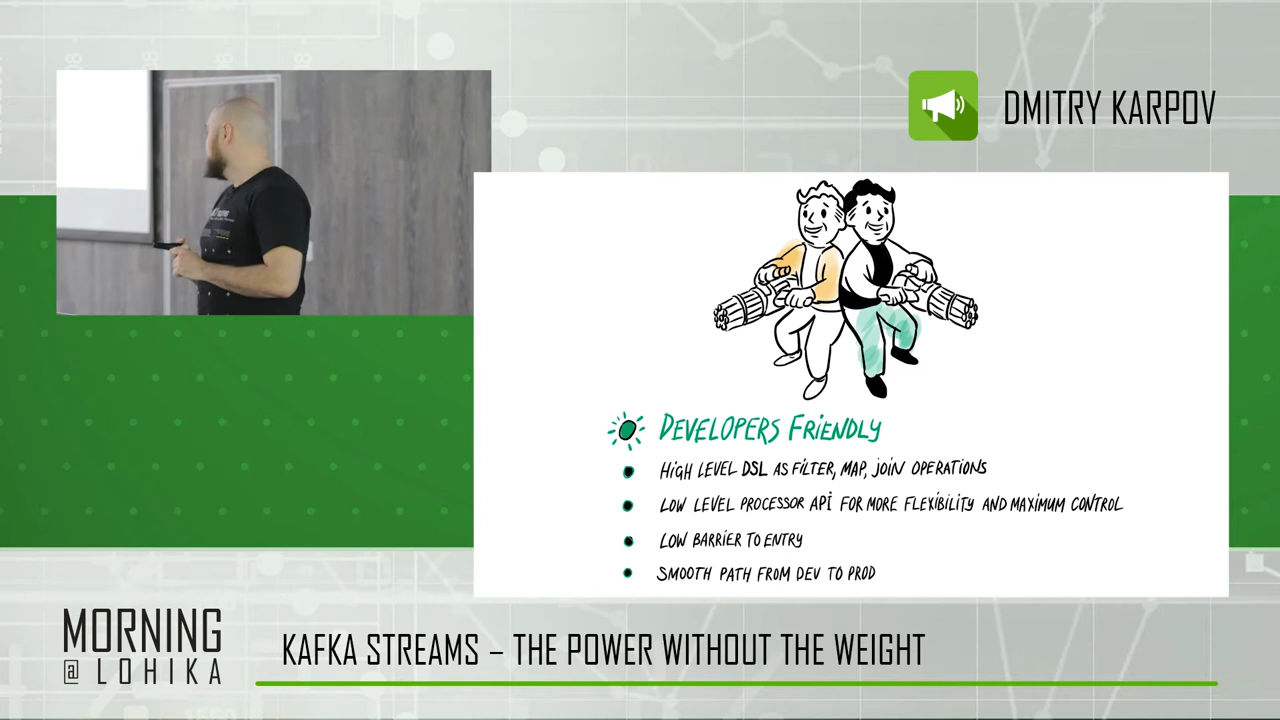 DMITRY KARPOV
DEVELOPERS FRIENDLY
HIGH LEVEL DSL AS FILTER, MAP, JOIN OPERATIONS
LOW LEVEL PROCESSOR API FOR MORE FLEXIBILITY AND MAXIMUM CONTROL
LOW BARRIER TO ENTRY
SMOOTH PATH FROM DEV TO PROD
MORNING
@ LOHIKA
KAFKA STREAMS – THE POWER WITHOUT THE WEIGHT